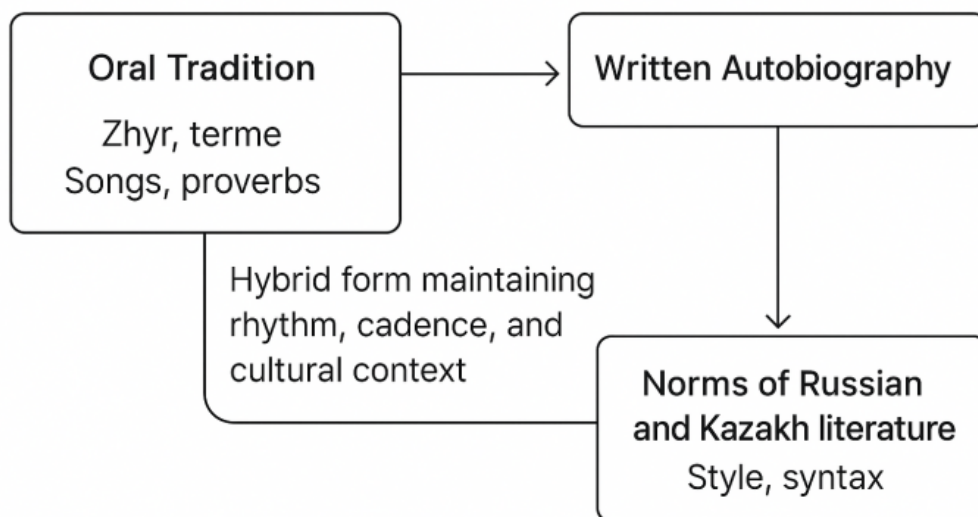 Oral Tradition
Zhyr, terme
Songs, proverbs
Written Autobiography
Hybrid form maintaining
rhythm, cadence, and
cultural context
Norms of Russian
and Kazakh literature
Style, syntax